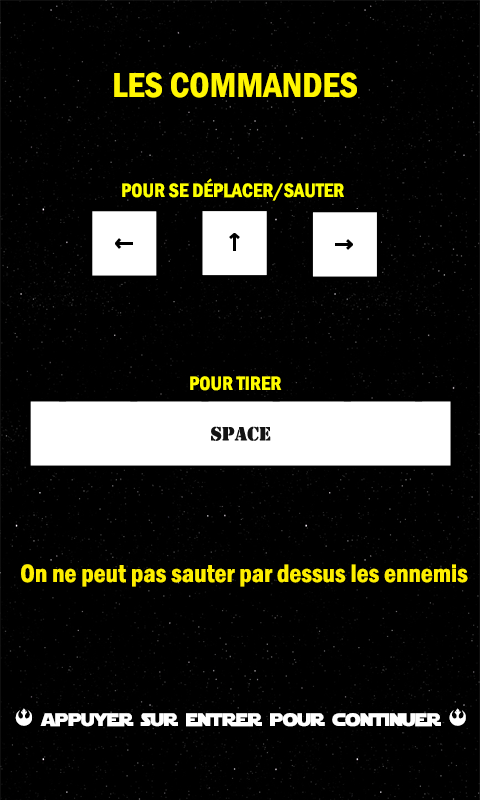 LES COMMANDES
POUR SE DÉPLACER/SAUTER
← ↑ →
POUR TIRER
SPACE
On ne peut pas sauter par dessus les ennemis
APPUYER SUR ENTRER POUR CONTINUER